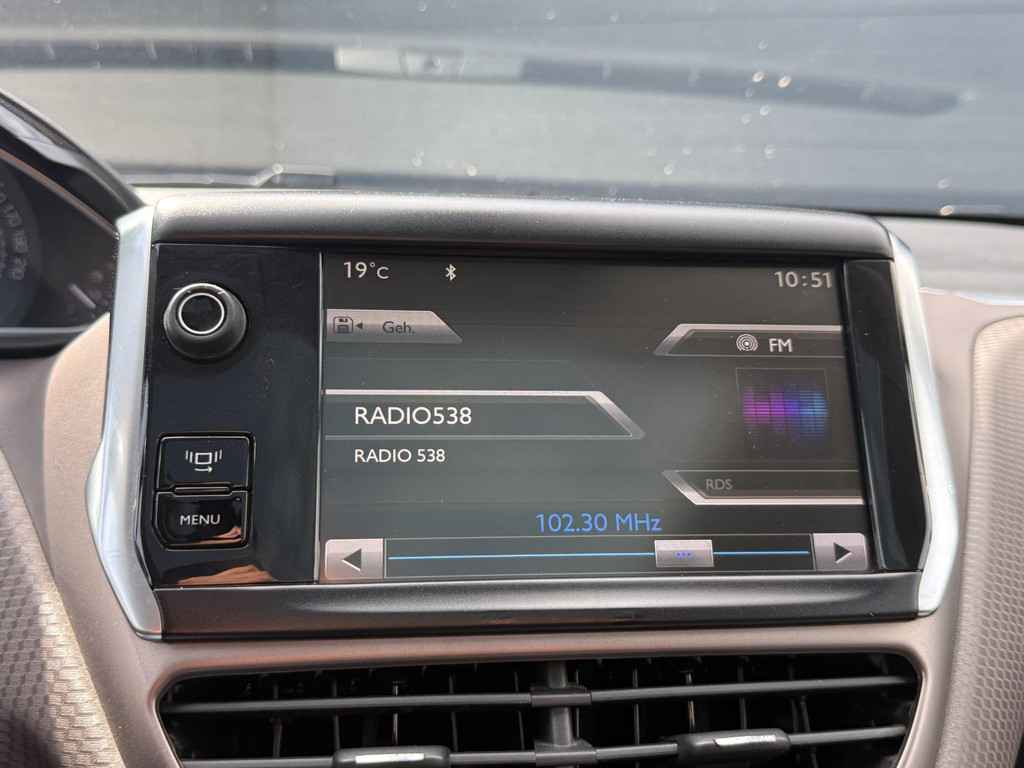 19°C
10:51
Geh.
FM
RADIO538
RADIO 538
RDS
MENU
102.30 MHz